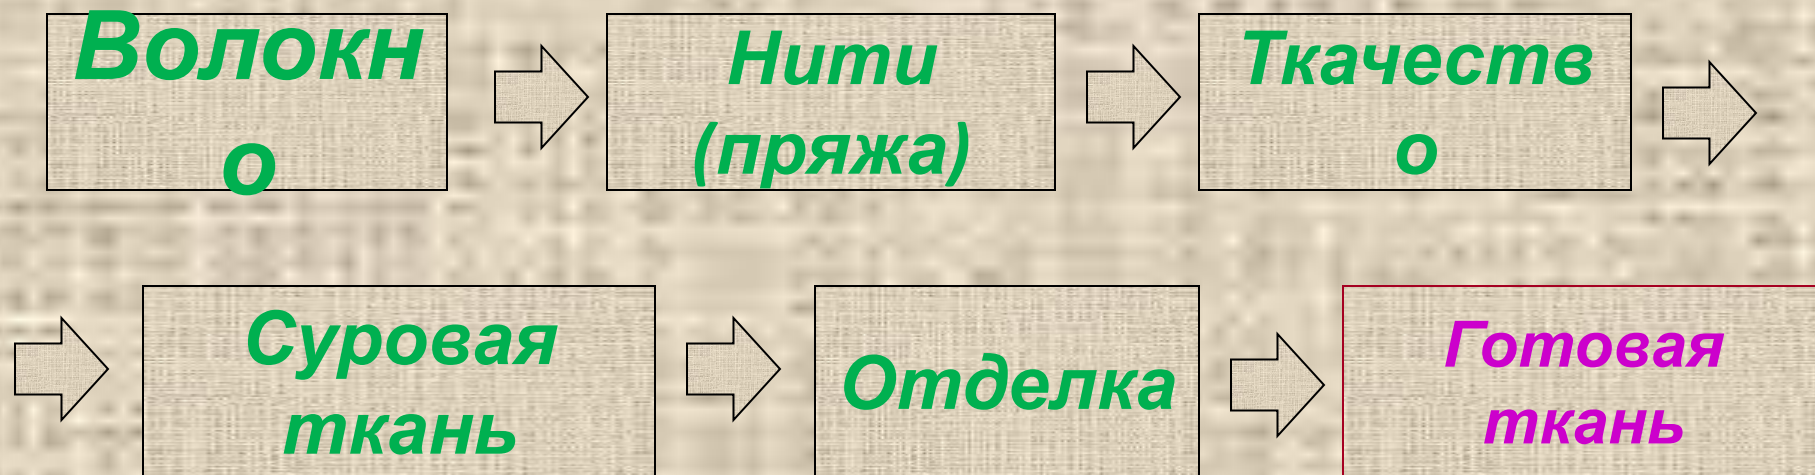 Волокн
о
Нити
(пряжа)
Ткачеств
о
Суровая
ткань
Отделка
Готовая
ткань